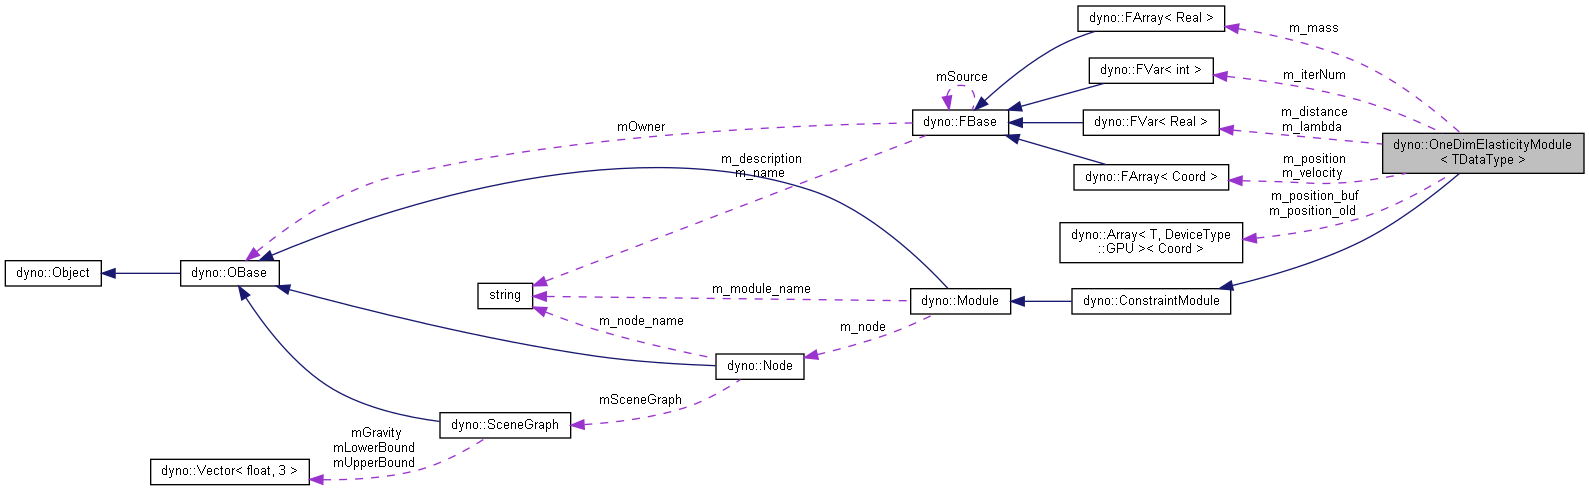 dyno::FArray< Real >
m_mass
dyno::FVar< int >
m_iterNum
mSource
dyno::FBase
dyno::FVar< Real >
m_distance
m_lambda
mOwner
dyno::OneDimElasticityModule
< TDataType >
m_description
m_name
dyno::FArray< Coord >
m_position
m_velocity
m_position_buf
m_position_old
dyno::Array< T, DeviceType
::GPU >< Coord >
dyno::Object
dyno::OBase
string
m_module_name
dyno::Module
dyno::ConstraintModule
m_node_name
m_node
dyno::Node
mSceneGraph
dyno::SceneGraph
mGravity
mLowerBound
mUpperBound
dyno::Vector< float, 3 >